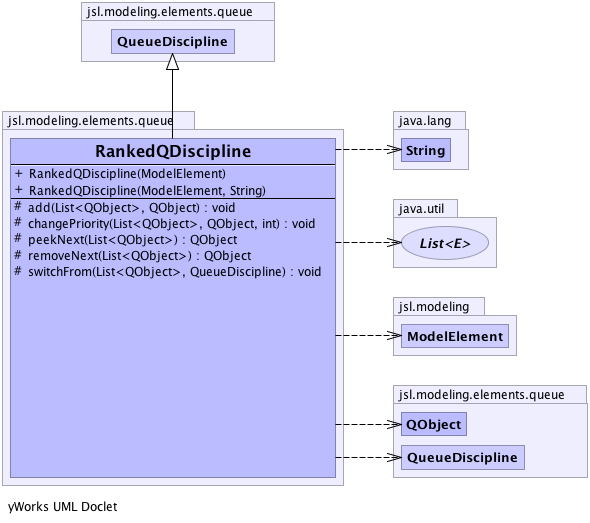 jsl.modeling.elements.queue
QueueDiscipline
jsl.modeling.elements.queue
RankedQDiscipline
+ RankedQDiscipline(ModelElement)
+ RankedQDiscipline(ModelElement, String)
# add(List<QObject>, QObject) : void
# changePriority(List<QObject>, QObject, int) : void
# peekNext(List<QObject>) : QObject
# removeNext(List<QObject>) : QObject
# switchFrom(List<QObject>, QueueDiscipline) : void
java.lang
String
java.util
List<E>
jsl.modeling
ModelElement
jsl.modeling.elements.queue
QObject
QueueDiscipline
yWorks UML Doclet